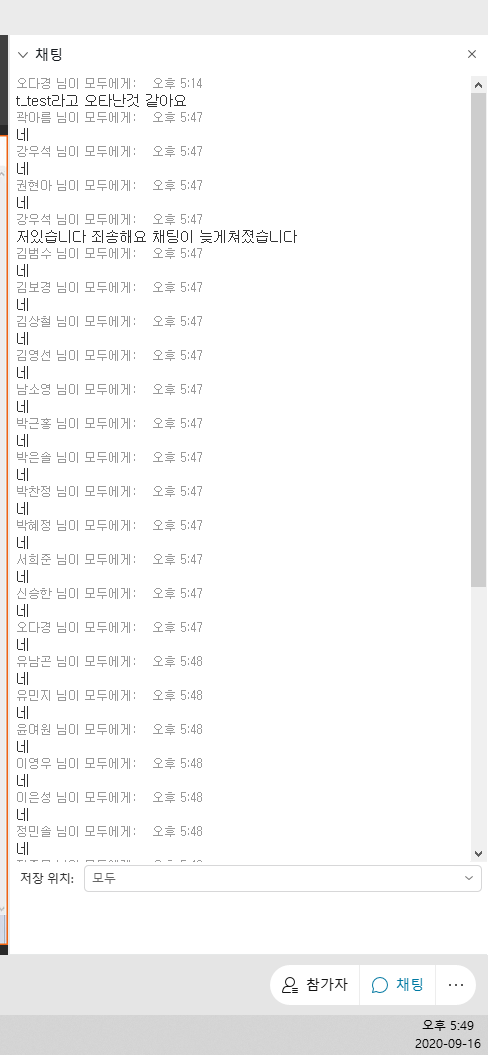 채팅
오다경 님이 모두에게: 오후 5:14
t_test라고 오타난것 같아요
곽아름 님이 모두에게: 오후 5:47
네
강우석 님이 모두에게: 오후 5:47
네
권현아 님이 모두에게: 오후 5:47
네
강우석 님이 모두에게: 오후 5:47
저있습니다 죄송해요 채팅이 늦게쳐졌습니다
김범수 님이 모두에게: 오후 5:47
네
김보경 님이 모두에게: 오후 5:47
네
김상철 님이 모두에게: 오후 5:47
네
김영선 님이 모두에게: 오후 5:47
네
남소영 님이 모두에게: 오후 5:47
네
박근홍 님이 모두에게: 오후 5:47
네
박은솔 님이 모두에게: 오후 5:47
네
박찬정 님이 모두에게: 오후 5:47
네
박혜정 님이 모두에게: 오후 5:47
네
서희준 님이 모두에게: 오후 5:47
네
신승한 님이 모두에게: 오후 5:47
네
오다경 님이 모두에게: 오후 5:47
네
유남곤 님이 모두에게: 오후 5:48
네
유민지 님이 모두에게: 오후 5:48
네
윤여원 님이 모두에게: 오후 5:48
네
이영우 님이 모두에게: 오후 5:48
네
이은성 님이 모두에게: 오후 5:48
네
정민솔 님이 모두에게: 오후 5:48
네
저장 위치: 모두
참가자 채팅 ···
오후 5:49
2020-09-16